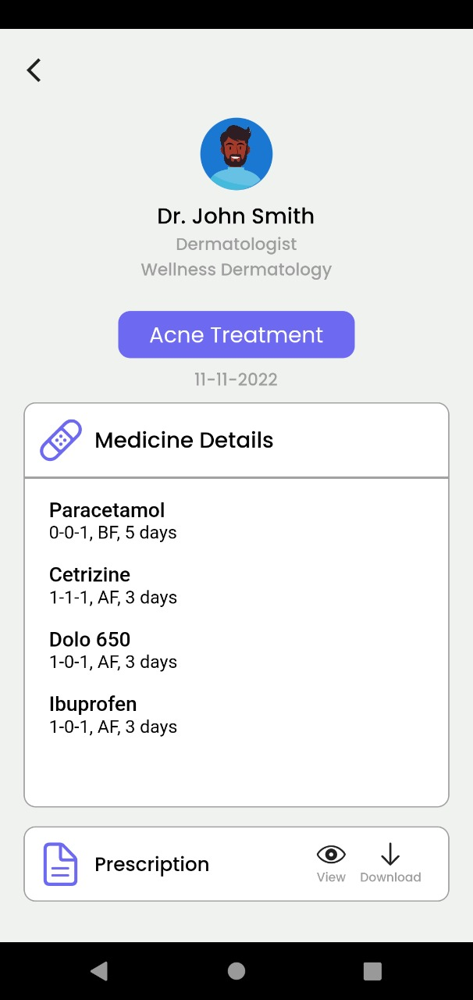 Dr. John Smith
Dermatologist
Wellness Dermatology
Acne Treatment
11-11-2022
Medicine Details
Paracetamol
0-0-1, BF, 5 days
Cetrizine
1-1-1, AF, 3 days
Dolo 650
1-0-1, AF, 3 days
Ibuprofen
1-0-1, AF, 3 days
Prescription
View
Download